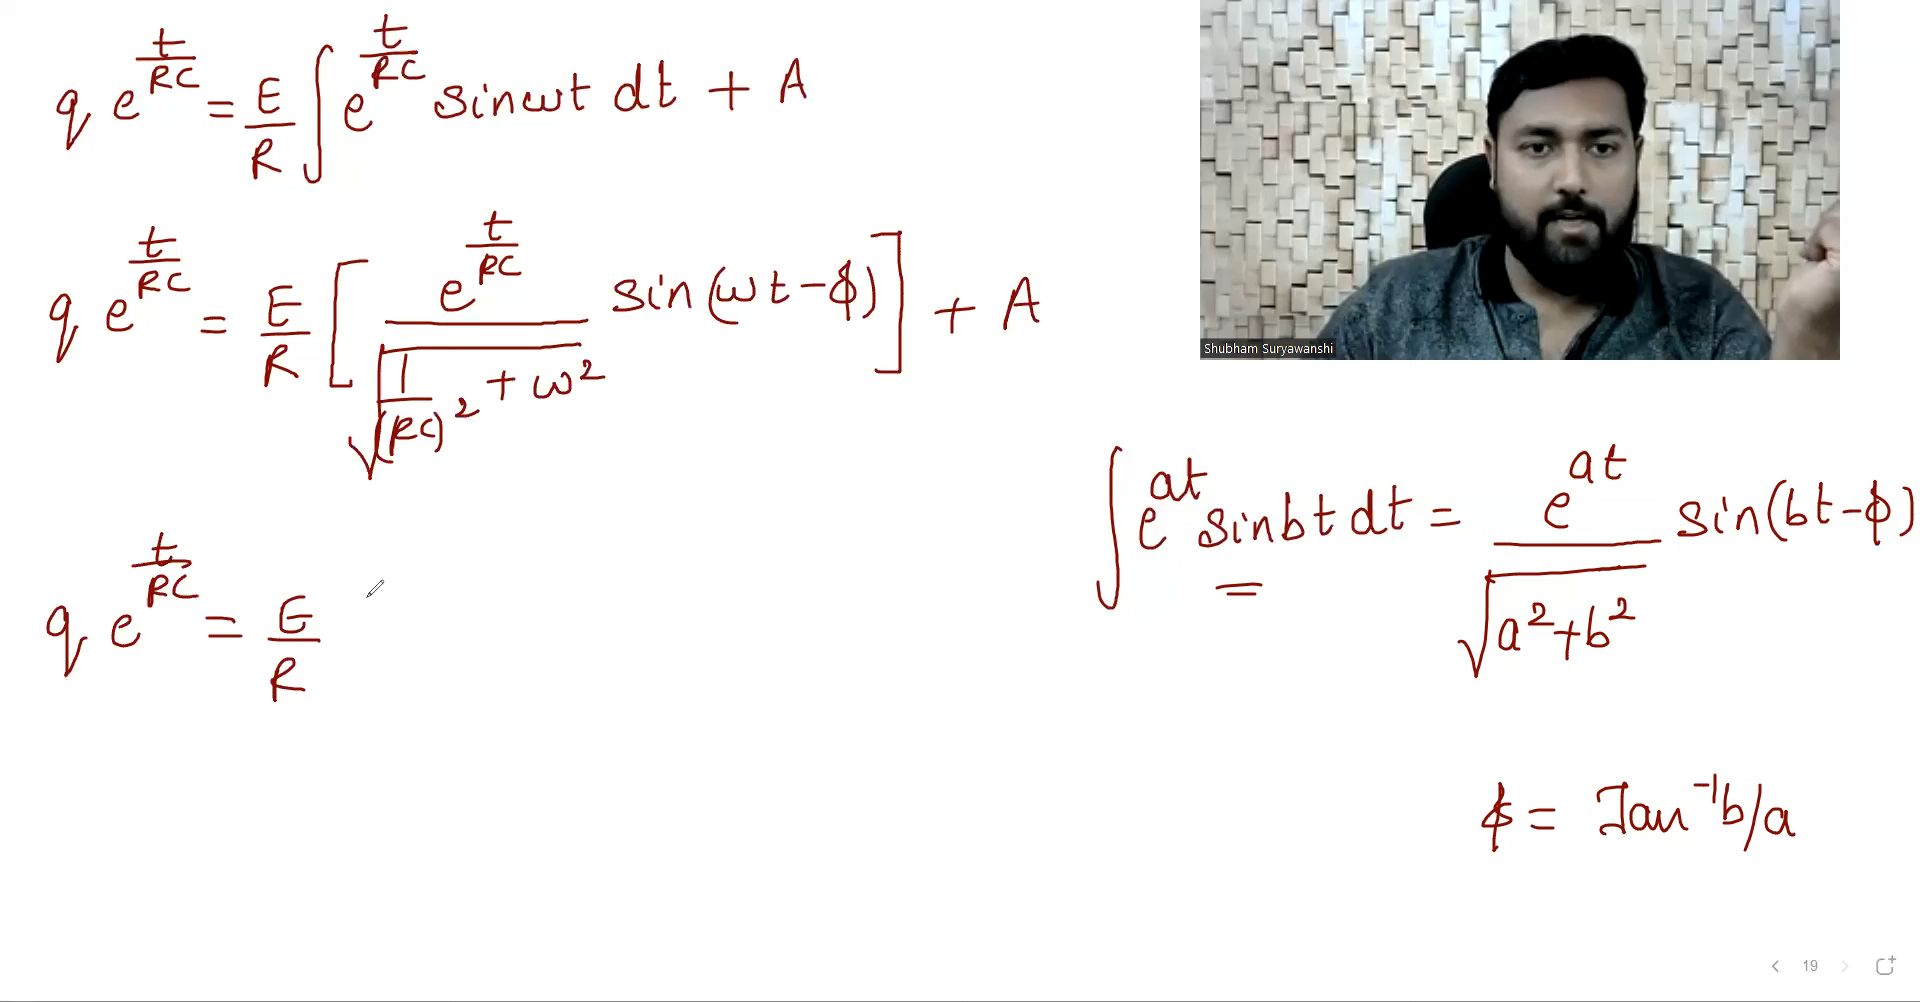 q e^{t/RC} = E/R ∫ e^{t/RC} sin ωt dt + A
q e^{t/RC} = E/R [ e^{t/RC} / √(1/(RC)² + ω²) sin(ωt − ϕ) ] + A
q e^{t/RC} = E/R
Shubham Suryawanshi
∫ e^{at} sin bt dt = e^{at} / √(a² + b²) sin(bt − ϕ)
ϕ = Tan⁻¹ b/a
19